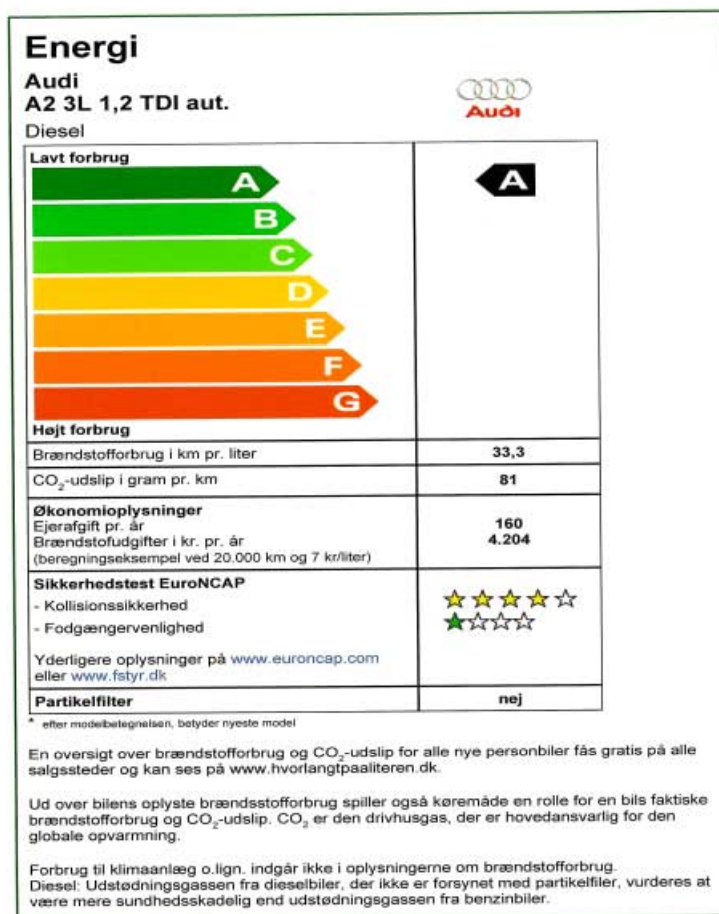 Energi
Audi
A2 3L 1,2 TDI aut.
Audi
Diesel
Lavt forbrug
A
A
B
C
D
E
F
G
Højt forbrug
Brændstofforbrug i km pr. liter 33,3
CO₂-udslip i gram pr. km 81
Økonomioplysninger
Ejerafgift pr. år 160
Brændstofudgifter i kr. pr. år 4.204
(beregningseksempel ved 20.000 km og 7 kr/liter)
Sikkerhedstest EuroNCAP
- Kollisionssikkerhed
- Fodgængervenlighed
Yderligere oplysninger på www.euroncap.com
eller www.fstyr.dk
Partikelfilter nej
* efter modelbetegnelsen, betyder nyeste model
En oversigt over brændstofforbrug og CO₂-udslip for alle nye personbiler fås gratis på alle
salgssteder og kan ses på www.hvorlangtpaaliteren.dk.
Ud over bilens oplyste brændsstofforbrug spiller også køremåde en rolle for en bils faktiske
brændstofforbrug og CO₂-udslip. CO₂ er den drivhusgas, der er hovedansvarlig for den
globale opvarmning.
Forbrug til klimaanlæg o.lign. indgår ikke i oplysningerne om brændstofforbrug.
Diesel: Udstødningsgassen fra dieselbiler, der ikke er forsynet med partikelfiler, vurderes at
være mere sundhedsskadelig end udstødningsgassen fra benzinbiler.